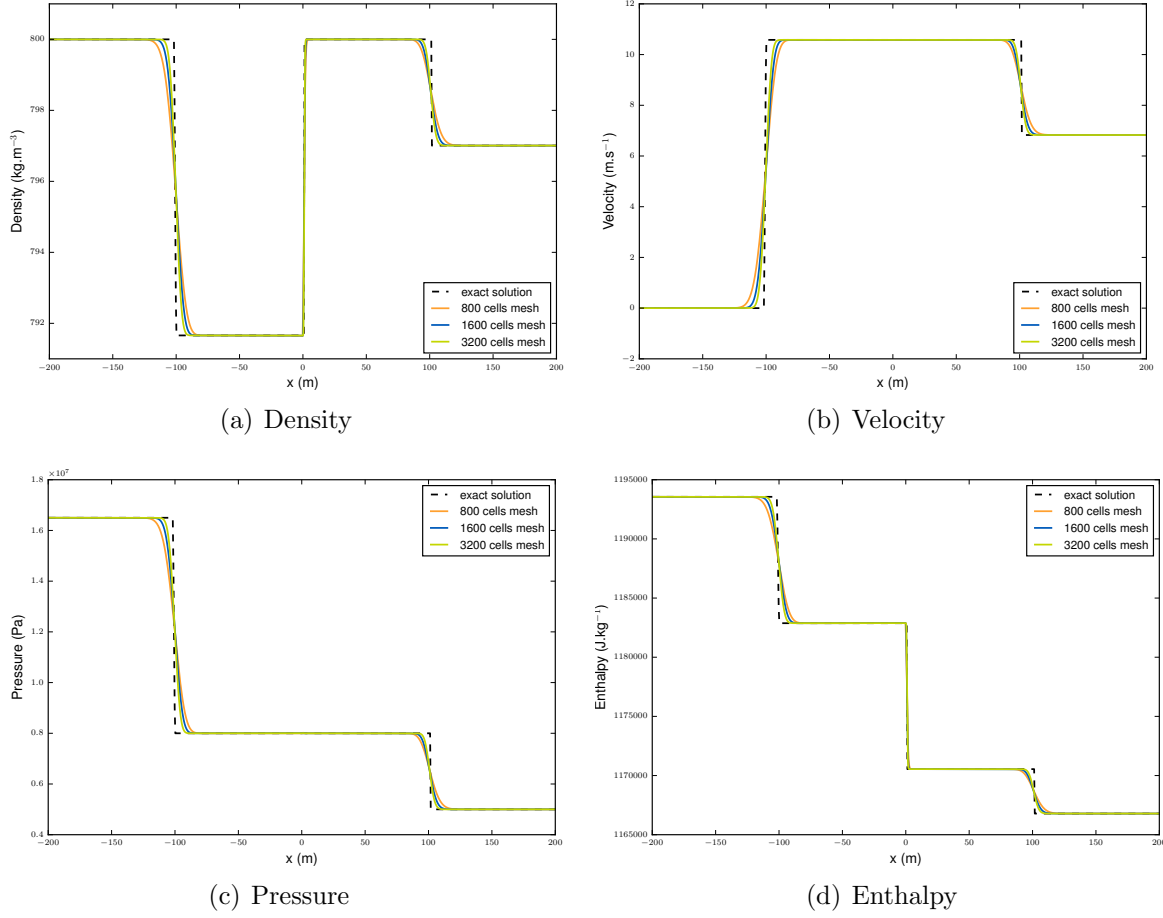 800
798
796
794
792
−200
−150
−100
−50
0
50
100
150
200
x (m)
Density (kg.m−3)
exact solution
800 cells mesh
1600 cells mesh
3200 cells mesh
(a) Density
12
10
8
6
4
2
0
−2
−200
−150
−100
−50
0
50
100
150
200
x (m)
Velocity (m.s−1)
exact solution
800 cells mesh
1600 cells mesh
3200 cells mesh
(b) Velocity
×10^7
1.8
1.6
1.4
1.2
1.0
0.8
0.6
0.4
−200
−150
−100
−50
0
50
100
150
200
x (m)
Pressure (Pa)
exact solution
800 cells mesh
1600 cells mesh
3200 cells mesh
(c) Pressure
1195000
1190000
1185000
1180000
1175000
1170000
1165000
−200
−150
−100
−50
0
50
100
150
200
x (m)
Enthalpy (J.kg−1)
exact solution
800 cells mesh
1600 cells mesh
3200 cells mesh
(d) Enthalpy